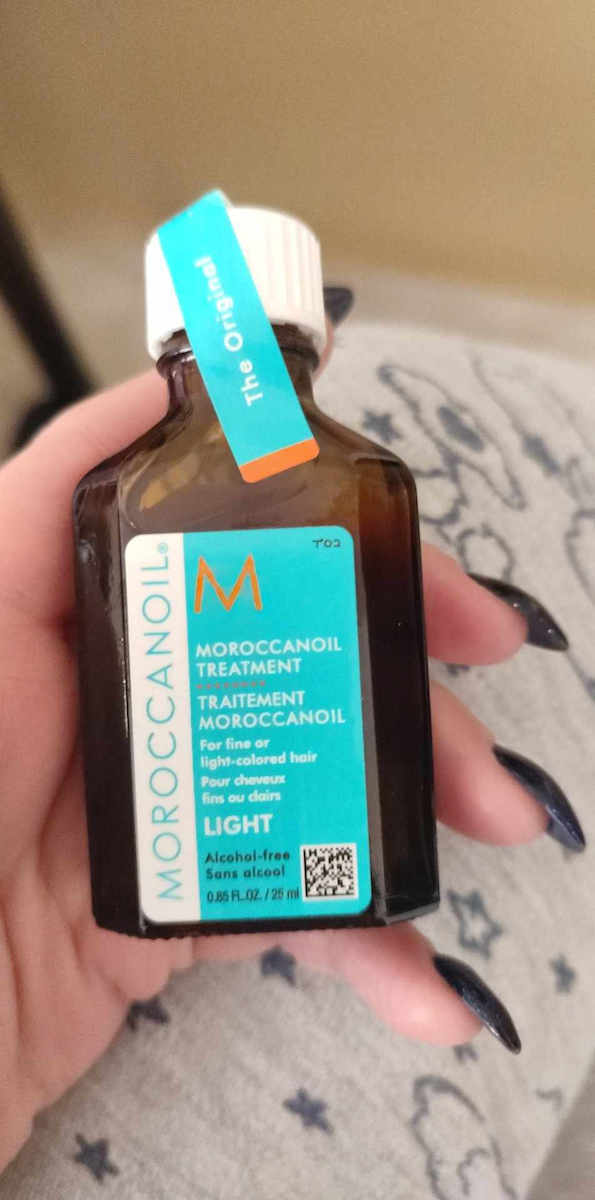 The Original
MOROCCANOIL®
M
MOROCCANOIL
TREATMENT
TRAITEMENT
MOROCCANOIL
For fine or
light-colored hair
Pour cheveux
fins ou clairs
LIGHT
Alcohol-free
Sans alcool
0.85 FL.OZ. / 25 ml